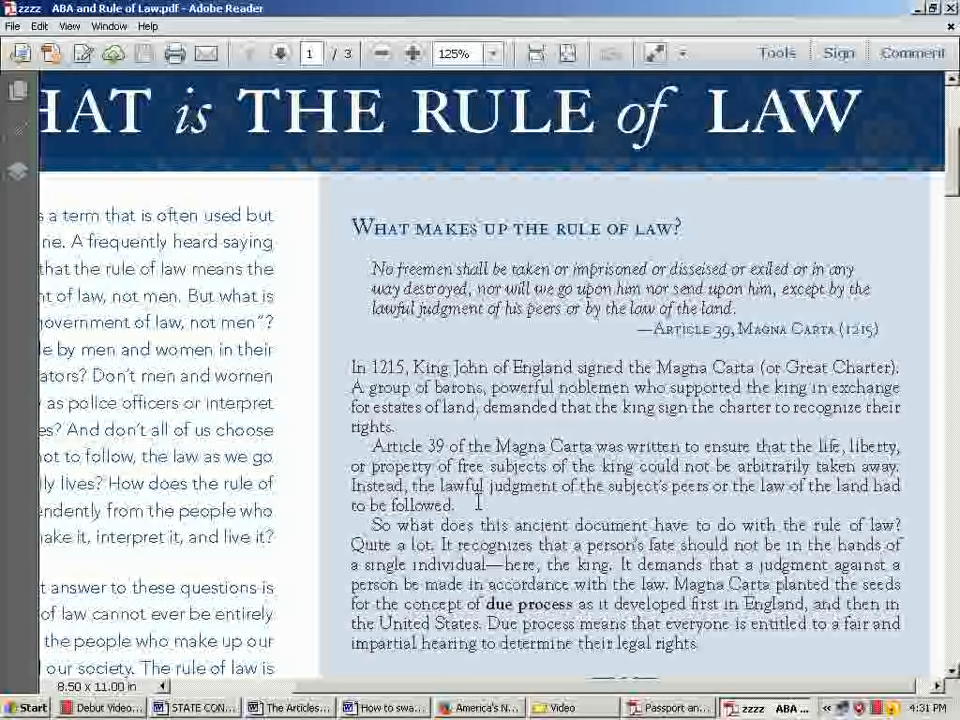 zzzz ABA and Rule of Law.pdf - Adobe Reader
File Edit View Window Help
1 / 3 125% Tools Sign Comment
HAT is THE RULE of LAW
s a term that is often used but
ne. A frequently heard saying
that the rule of law means the
nt of law, not men. But what is
government of law, not men”?
le by men and women in their
ators? Don’t men and women
as police officers or interpret
es? And don’t all of us choose
not to follow, the law as we go
ly lives? How does the rule of
endently from the people who
make it, interpret it, and live it?
t answer to these questions is
of law cannot ever be entirely
the people who make up our
our society. The rule of law is
WHAT MAKES UP THE RULE OF LAW?
No freemen shall be taken or imprisoned or disseised or exiled or in any
way destroyed, nor will we go upon him nor send upon him, except by the
lawful judgment of his peers or by the law of the land.
—ARTICLE 39, MAGNA CARTA (1215)
In 1215, King John of England signed the Magna Carta (or Great Charter).
A group of barons, powerful noblemen who supported the king in exchange
for estates of land, demanded that the king sign the charter to recognize their
rights.
Article 39 of the Magna Carta was written to ensure that the life, liberty,
or property of free subjects of the king could not be arbitrarily taken away.
Instead, the lawful judgment of the subject’s peers or the law of the land had
to be followed.
So what does this ancient document have to do with the rule of law?
Quite a lot. It recognizes that a person’s fate should not be in the hands of
a single individual—here, the king. It demands that a judgment against a
person be made in accordance with the law. Magna Carta planted the seeds
for the concept of due process as it developed first in England, and then in
the United States. Due process means that everyone is entitled to a fair and
impartial hearing to determine their legal rights.
8.50 x 11.00 in
Start Debut Video... STATE CON... The Articles... How to swa... America's N... Video Passport an... zzzz ABA ... 4:31 PM